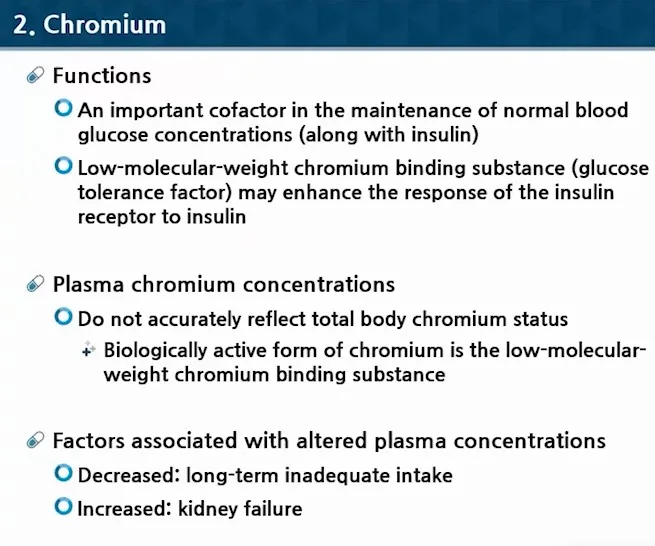 2. Chromium
Functions
An important cofactor in the maintenance of normal blood
glucose concentrations (along with insulin)
Low-molecular-weight chromium binding substance (glucose
tolerance factor) may enhance the response of the insulin
receptor to insulin
Plasma chromium concentrations
Do not accurately reflect total body chromium status
Biologically active form of chromium is the low-molecular-
weight chromium binding substance
Factors associated with altered plasma concentrations
Decreased: long-term inadequate intake
Increased: kidney failure